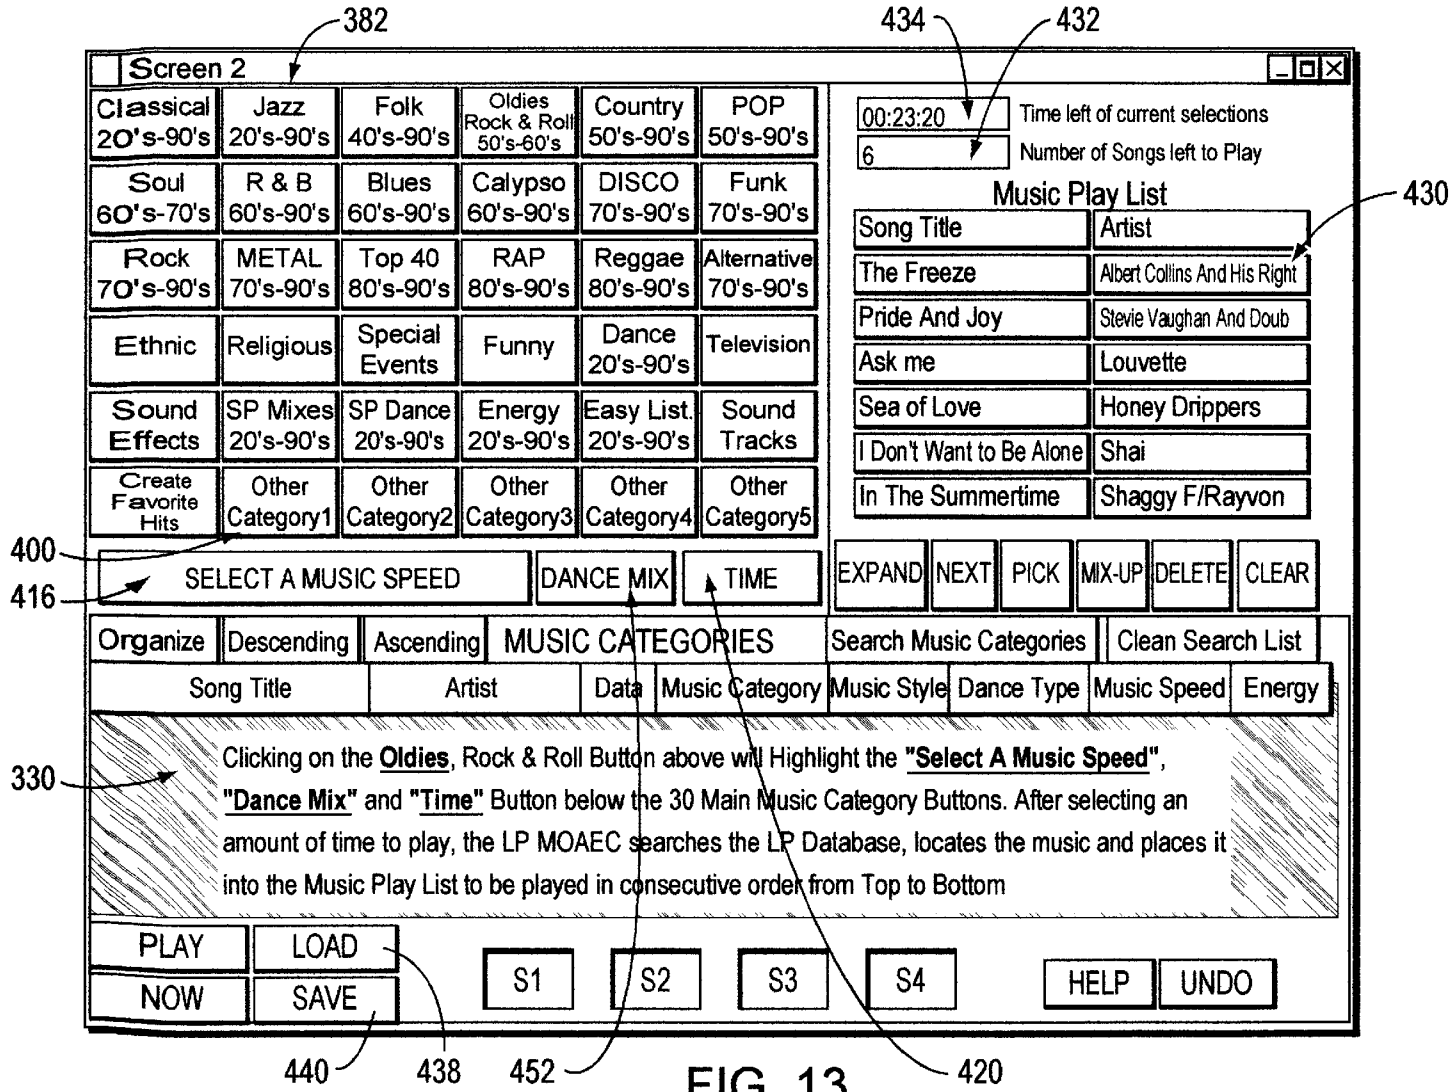 382
434
432
Screen 2
Classical 20's-90's
Jazz 20's-90's
Folk 40's-90's
Oldies Rock & Roll 50's-60's
Country 50's-90's
POP 50's-90's
Soul 60's-70's
R & B 60's-90's
Blues 60's-90's
Calypso 60's-90's
DISCO 70's-90's
Funk 70's-90's
Rock 70's-90's
METAL 70's-90's
Top 40 80's-90's
RAP 80's-90's
Reggae 80's-90's
Alternative 70's-90's
Ethnic
Religious
Special Events
Funny
Dance 20's-90's
Television
Sound Effects
SP Mixes 20's-90's
SP Dance 20's-90's
Energy 20's-90's
Easy List. 20's-90's
Sound Tracks
Create Favorite Hits
Other Category1
Other Category2
Other Category3
Other Category4
Other Category5
400
416
SELECT A MUSIC SPEED
DANCE MIX
TIME
00:23:20 Time left of current selections
6 Number of Songs left to Play
Music Play List
430
Song Title Artist
The Freeze Albert Collins And His Right
Pride And Joy Stevie Vaughan And Doub
Ask me Louvette
Sea of Love Honey Drippers
I Don't Want to Be Alone Shai
In The Summertime Shaggy F/Rayvon
EXPAND NEXT PICK MIX-UP DELETE CLEAR
Organize Descending Ascending MUSIC CATEGORIES Search Music Categories Clean Search List
Song Title Artist Data Music Category Music Style Dance Type Music Speed Energy
330
Clicking on the Oldies, Rock & Roll Button above will Highlight the "Select A Music Speed",
"Dance Mix" and "Time" Button below the 30 Main Music Category Buttons. After selecting an
amount of time to play, the LP MOAEC searches the LP Database, locates the music and places it
into the Music Play List to be played in consecutive order from Top to Bottom
PLAY LOAD
NOW SAVE
S1 S2 S3 S4
HELP UNDO
440 438 452 420
FIG. 13